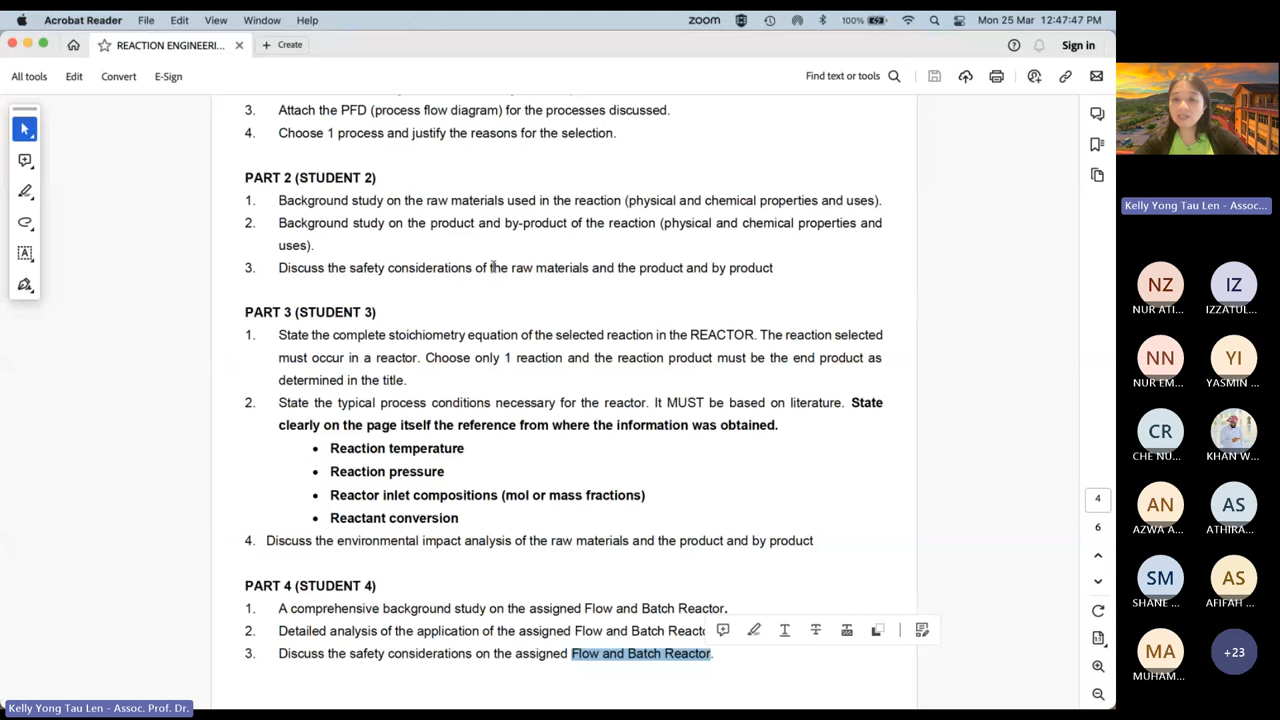 Acrobat Reader File Edit View Window Help zoom 100% Mon 25 Mar 12:47:47 PM
REACTION ENGINEERI... Create Sign in
All tools Edit Convert E-Sign Find text or tools
3. Attach the PFD (process flow diagram) for the processes discussed.
4. Choose 1 process and justify the reasons for the selection.
PART 2 (STUDENT 2)
1. Background study on the raw materials used in the reaction (physical and chemical properties and uses).
2. Background study on the product and by-product of the reaction (physical and chemical properties and
uses).
3. Discuss the safety considerations of the raw materials and the product and by product
PART 3 (STUDENT 3)
1. State the complete stoichiometry equation of the selected reaction in the REACTOR. The reaction selected
must occur in a reactor. Choose only 1 reaction and the reaction product must be the end product as
determined in the title.
2. State the typical process conditions necessary for the reactor. It MUST be based on literature. State
clearly on the page itself the reference from where the information was obtained.
• Reaction temperature
• Reaction pressure
• Reactor inlet compositions (mol or mass fractions)
• Reactant conversion
4. Discuss the environmental impact analysis of the raw materials and the product and by product
PART 4 (STUDENT 4)
1. A comprehensive background study on the assigned Flow and Batch Reactor.
2. Detailed analysis of the application of the assigned Flow and Batch Reacto
3. Discuss the safety considerations on the assigned Flow and Batch Reactor.
4
6
Kelly Yong Tau Len - Assoc. Prof. Dr.
Kelly Yong Tau Len - Assoc...
NZ IZ
NUR ATI... IZZATUL...
NN YI
NUR EM... YASMIN ...
CR
CHE NU... KHAN W...
AN AS
AZWA A... ATHIRA...
SM AS
SHANE ... AFIFAH ...
MA +23
MUHAM...